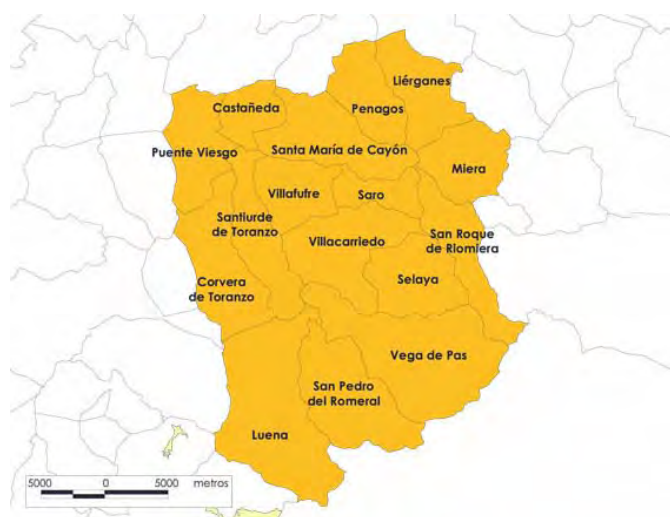 Liérganes
Castañeda
Penagos
Santa María de Cayón
Puente Viesgo
Miera
Villafufre
Saro
Santiurde
de Toranzo
San Roque
de Riomiera
Villacarriedo
Selaya
Corvera
de Toranzo
Vega de Pas
San Pedro
del Romeral
Luena
5000 0 5000 metros